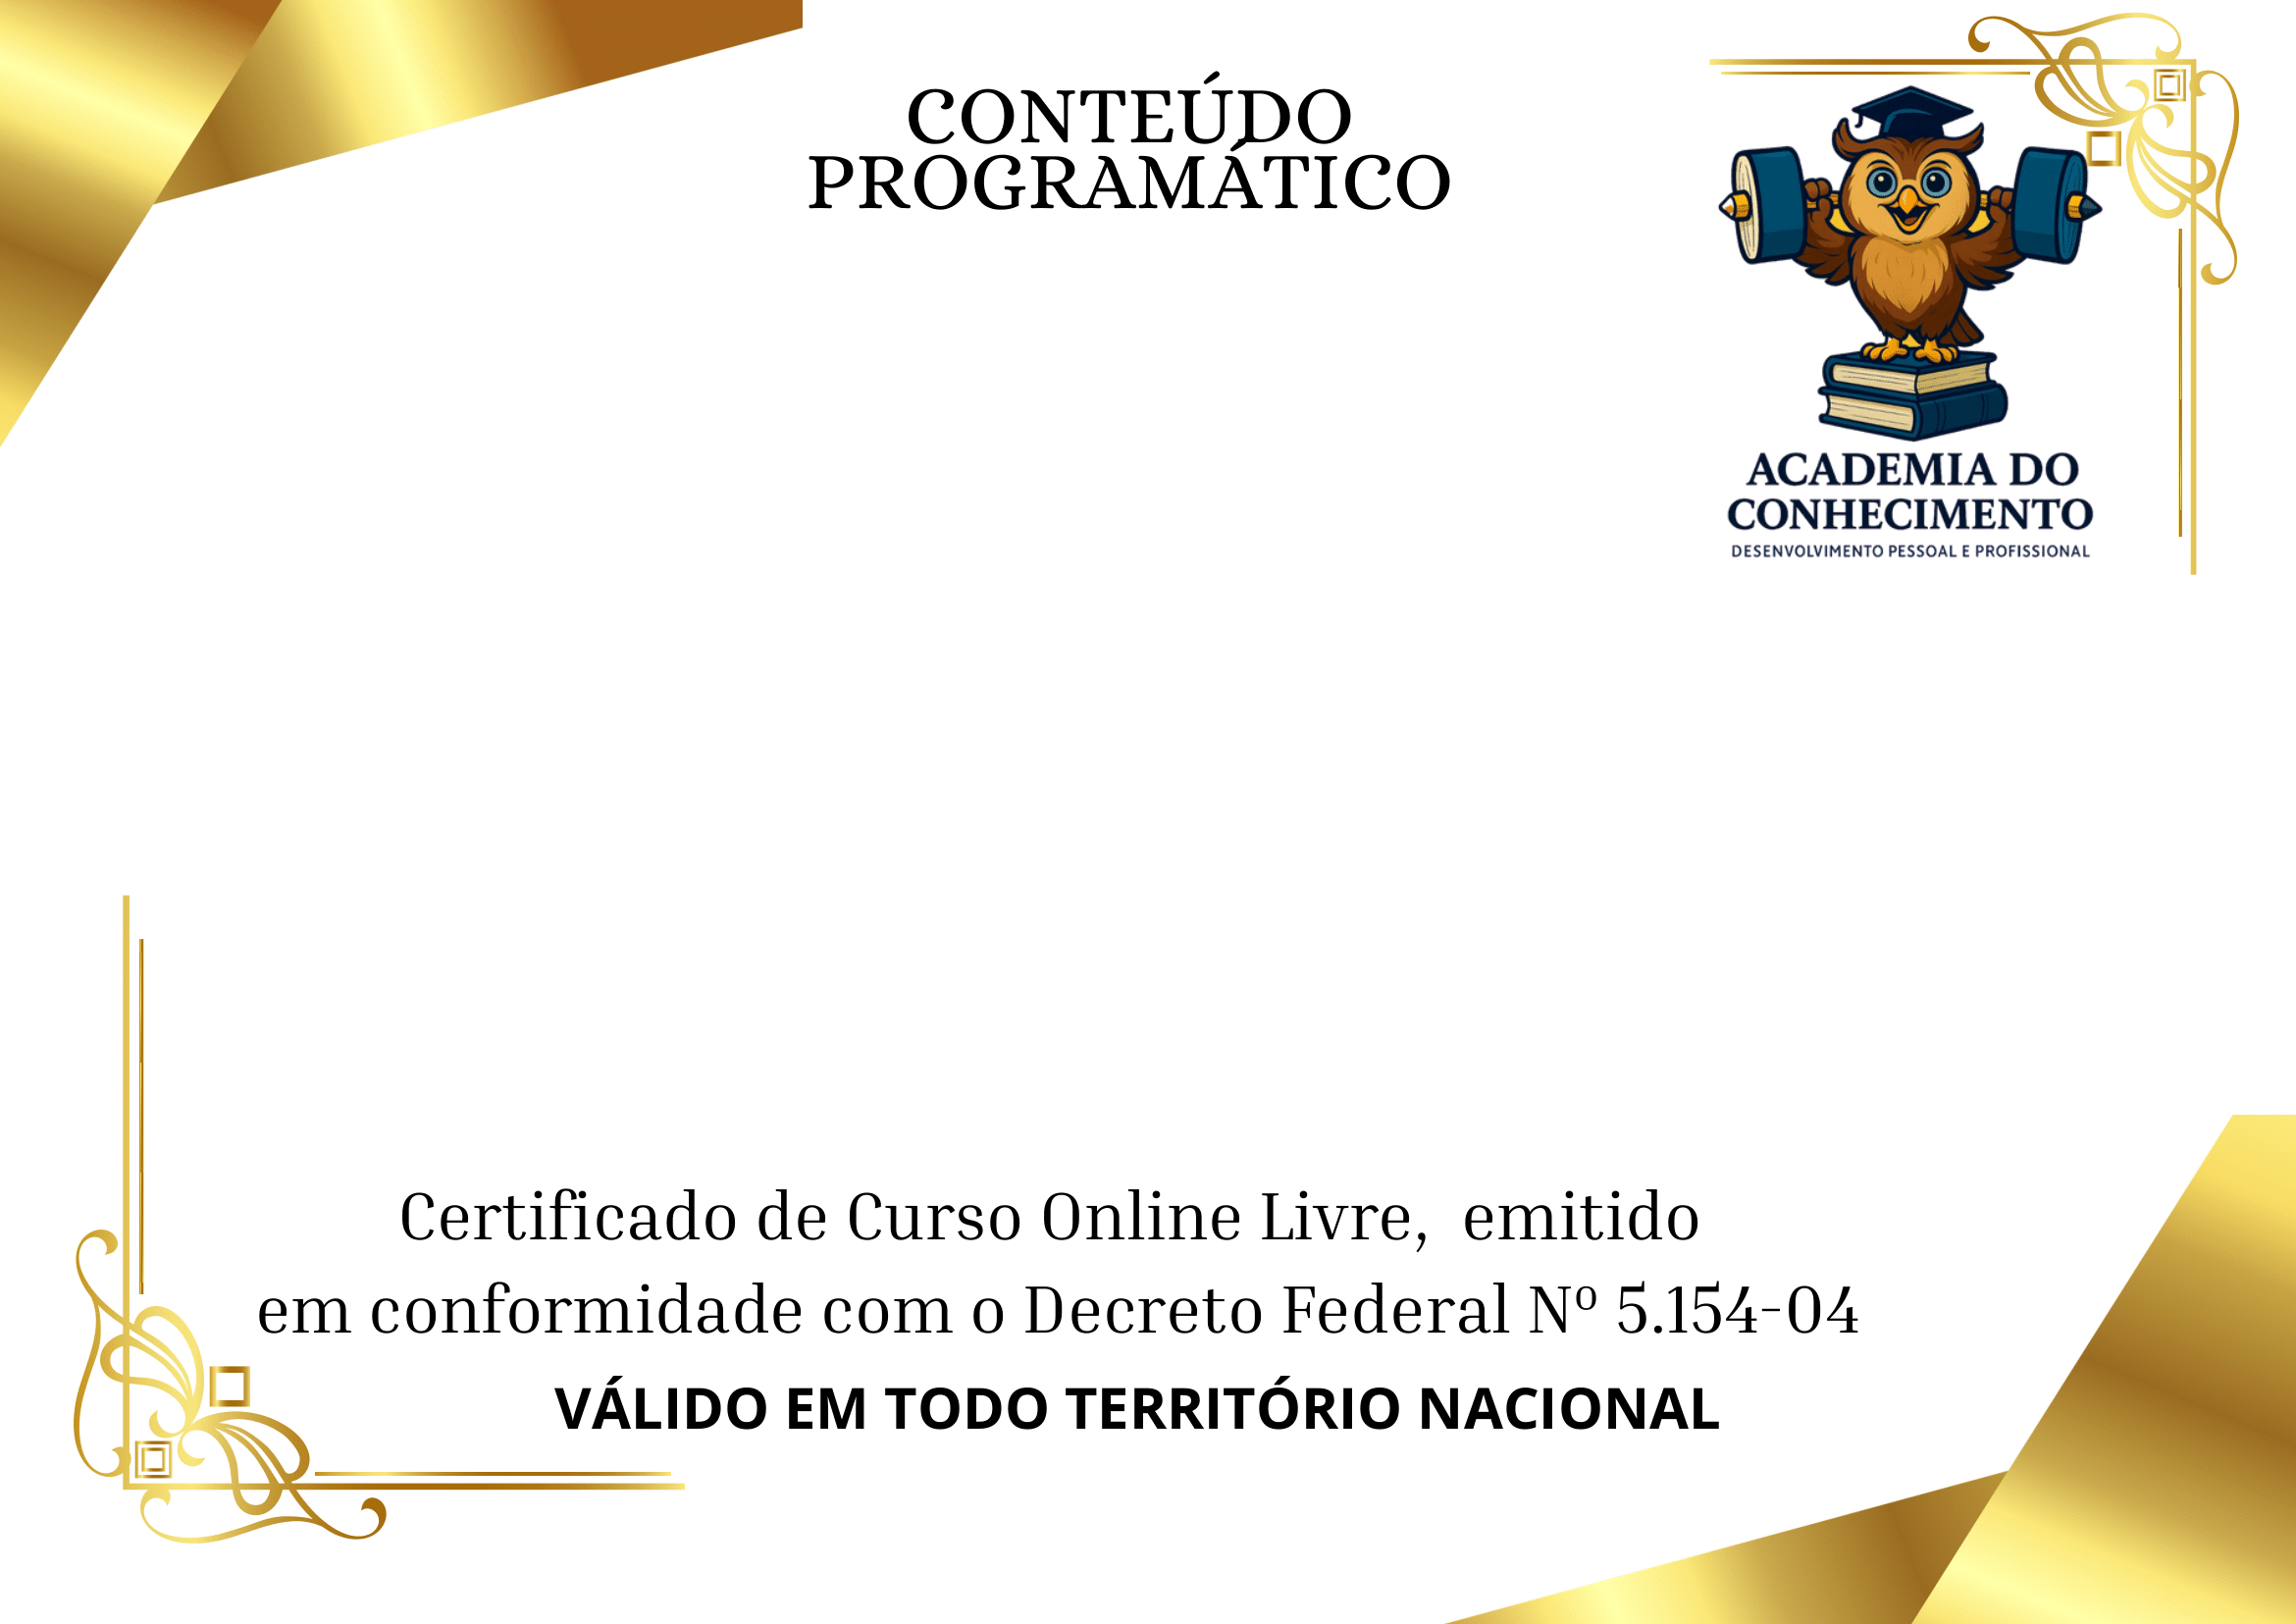 CONTEÚDO
PROGRAMÁTICO
ACADEMIA DO
CONHECIMENTO
DESENVOLVIMENTO PESSOAL E PROFISSIONAL
Certificado de Curso Online Livre,  emitido
em conformidade com o Decreto Federal Nº 5.154-04
VÁLIDO EM TODO TERRITÓRIO NACIONAL